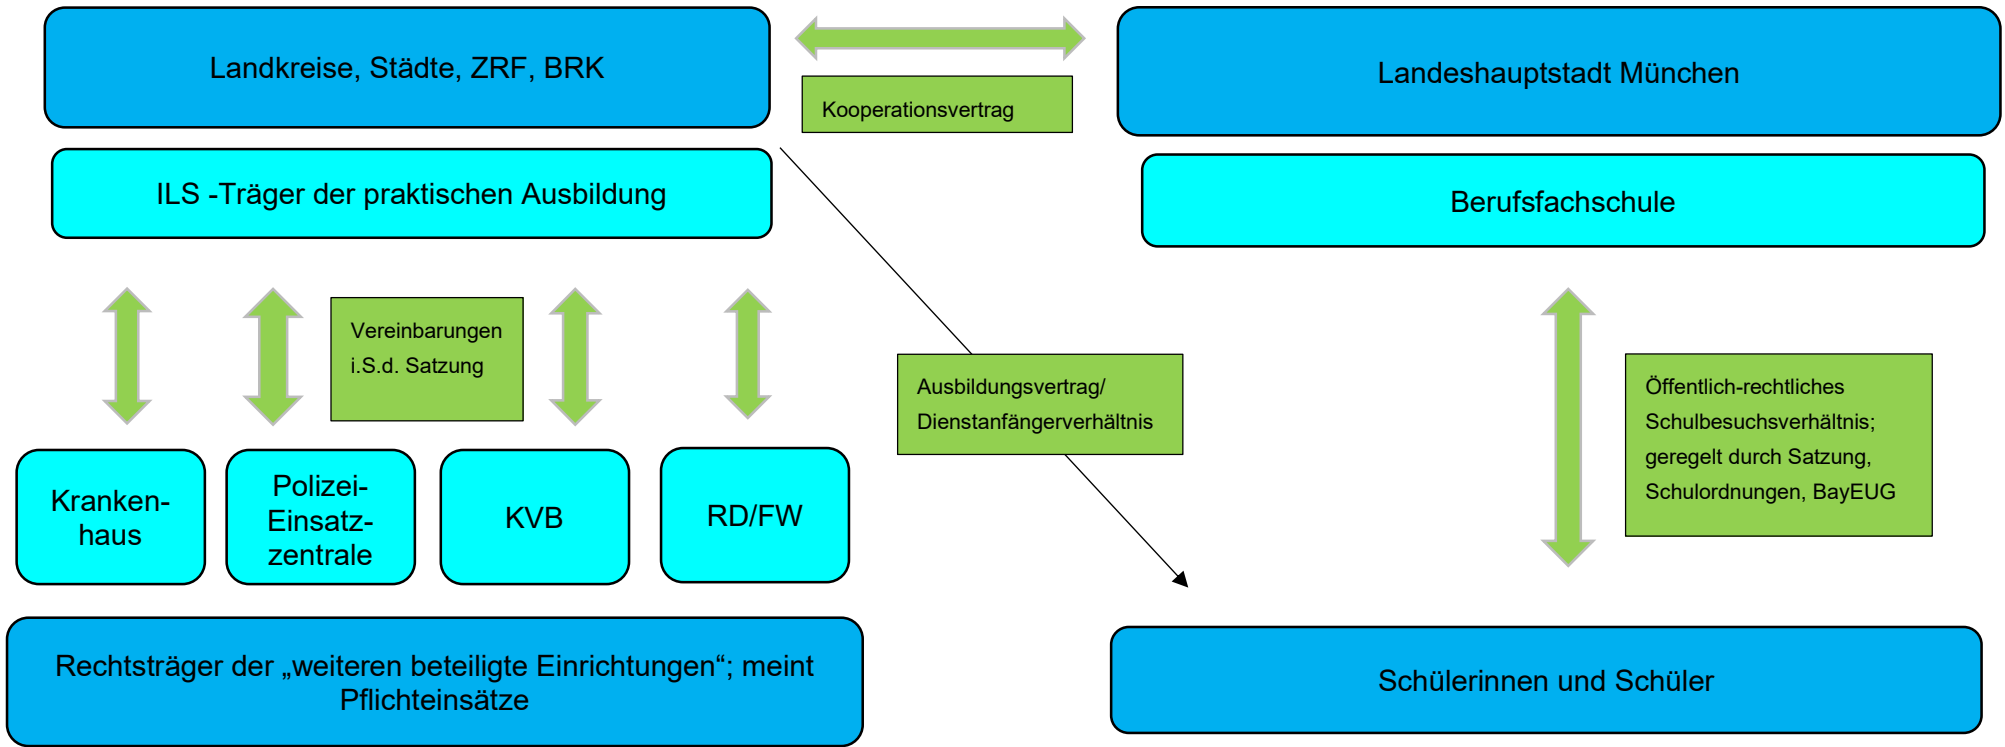 Landkreise, Städte, ZRF, BRK
Landeshauptstadt München
Kooperationsvertrag
ILS -Träger der praktischen Ausbildung
Berufsfachschule
Vereinbarungen
i.S.d. Satzung
Ausbildungsvertrag/
Dienstanfängerverhältnis
Öffentlich-rechtliches
Schulbesuchsverhältnis;
geregelt durch Satzung,
Schulordnungen, BayEUG
Kranken-
haus
Polizei-
Einsatz-
zentrale
KVB
RD/FW
Rechtsträger der „weiteren beteiligte Einrichtungen“; meint
Pflichteinsätze
Schülerinnen und Schüler